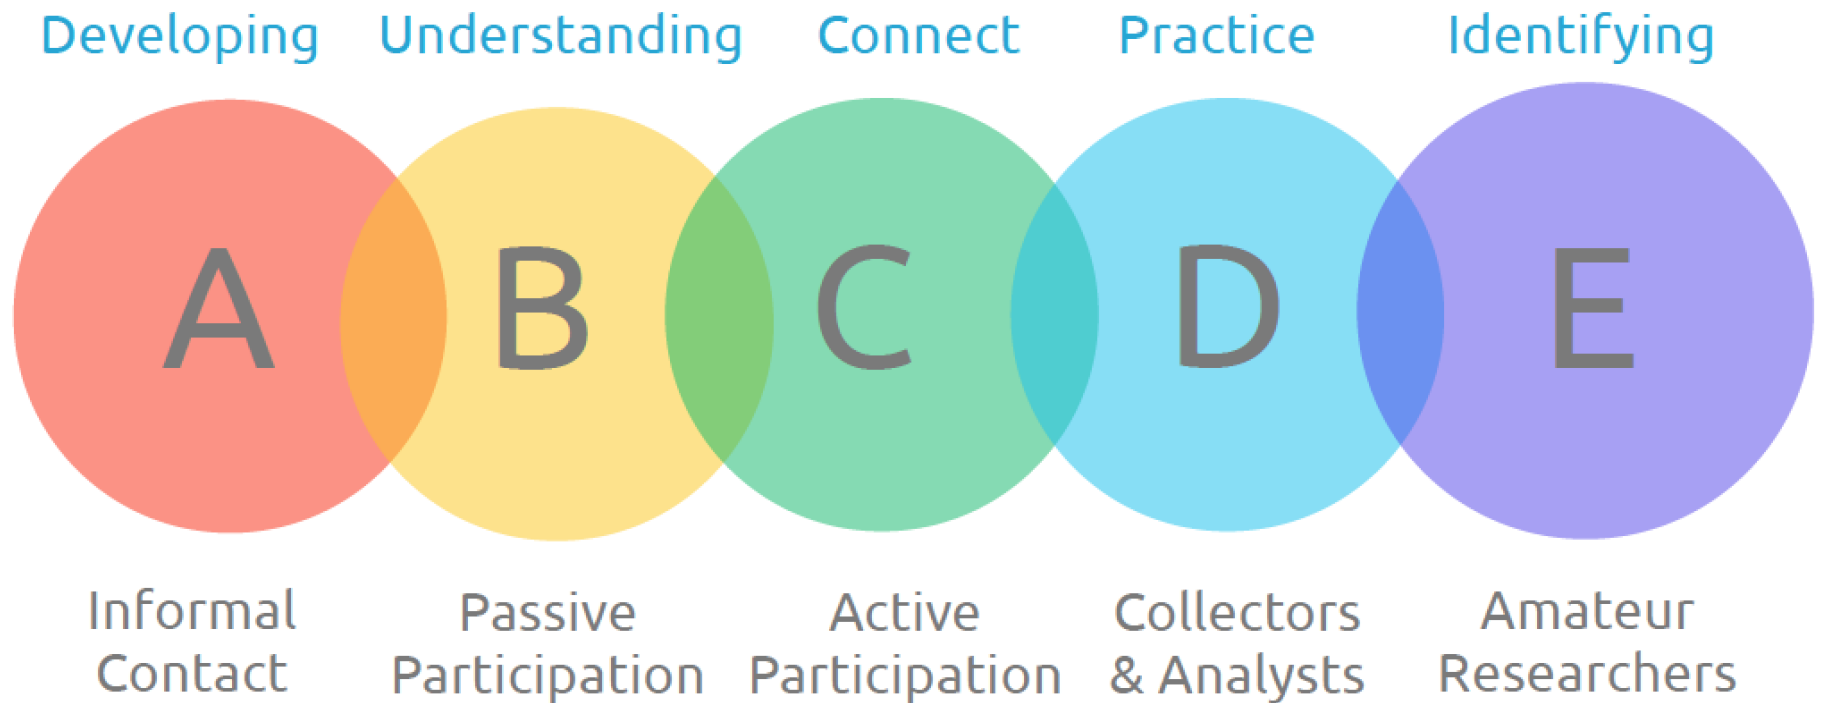 Developing Understanding Connect Practice Identifying
A B C D E
Informal Passive Active Collectors Amateur
Contact Participation Participation & Analysts Researchers